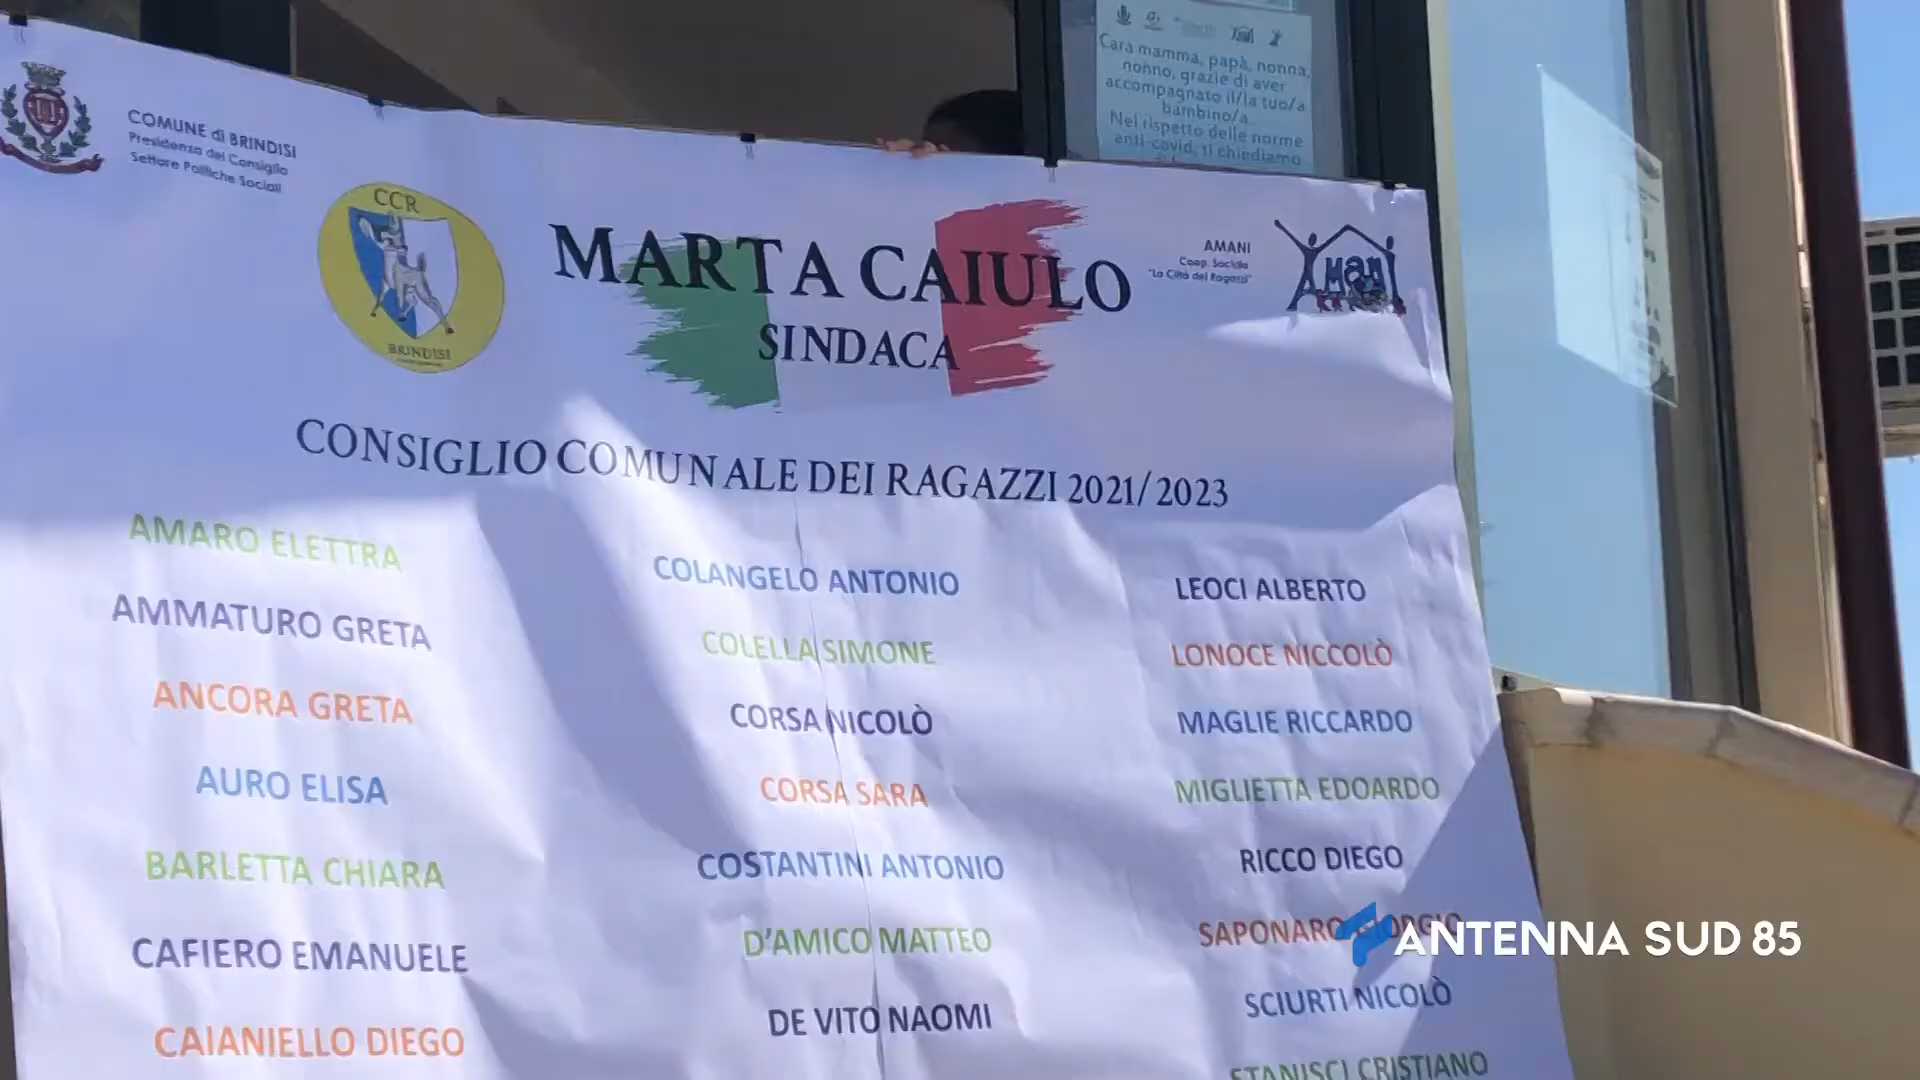 Cara mamma, papà, nonna,
nonno, grazie di aver
accompagnato il/la tuo/a
bambino/a.
Nel rispetto delle norme
anti-covid, ti chiediamo
COMUNE di BRINDISI
Presidenza del Consiglio
Settore Politiche Sociali
CCR
BRINDISI
MARTA CAIULO
SINDACA
AMANI
Coop. Sociale
"La Città dei Ragazzi"
AMANI
CONSIGLIO COMUNALE DEI RAGAZZI 2021/2023
AMARO ELETTRA
AMMATURO GRETA
ANCORA GRETA
AURO ELISA
BARLETTA CHIARA
CAFIERO EMANUELE
CAIANIELLO DIEGO
COLANGELO ANTONIO
COLELLA SIMONE
CORSA NICOLÒ
CORSA SARA
COSTANTINI ANTONIO
D'AMICO MATTEO
DE VITO NAOMI
LEOCI ALBERTO
LONOCE NICCOLÒ
MAGLIE RICCARDO
MIGLIETTA EDOARDO
RICCO DIEGO
SAPONARO GIORGIO
SCIURTI NICOLÒ
STANISCI CRISTIANO
ANTENNA SUD 85